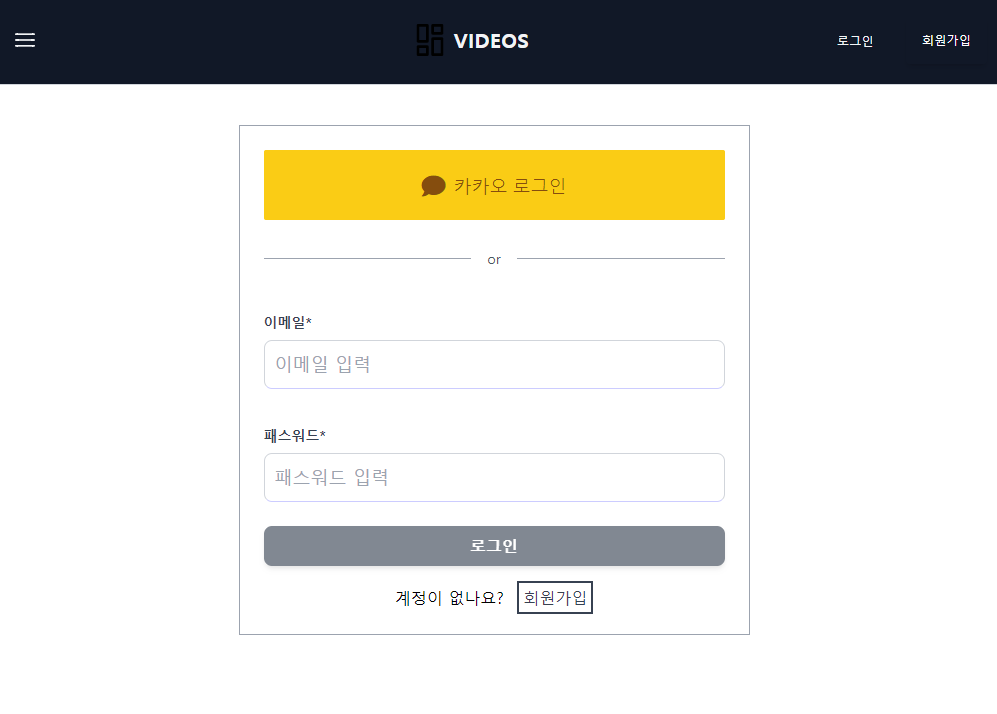 VIDEOS
로그인
회원가입
카카오 로그인
or
이메일*
이메일 입력
패스워드*
패스워드 입력
로그인
계정이 없나요? 회원가입